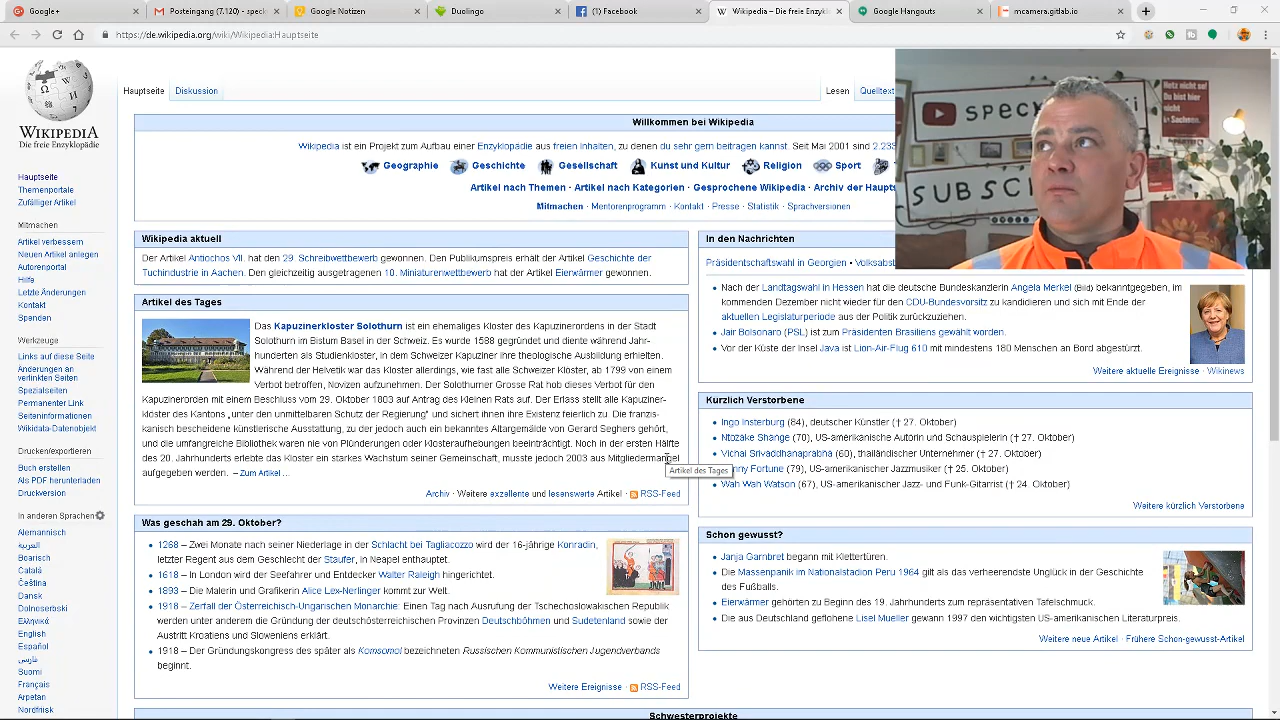 Google+
Posteingang (7.120) - spec
Google Notizen
Duolingo
(1) Facebook
Wikipedia – Die freie Enzykl
Google Hangouts
mcamera.gitlab.io
https://de.wikipedia.org/wiki/Wikipedia:Hauptseite
WIKIPEDIA
Die freie Enzyklopädie
Hauptseite
Themenportale
Zufälliger Artikel
Mitmachen
Artikel verbessern
Neuen Artikel anlegen
Autorenportal
Hilfe
Letzte Änderungen
Kontakt
Spenden
Werkzeuge
Links auf diese Seite
Änderungen an
verlinkten Seiten
Spezialseiten
Permanenter Link
Seiteninformationen
Wikidata-Datenobjekt
Drucken/exportieren
Buch erstellen
Als PDF herunterladen
Druckversion
In anderen Sprachen
Alemannisch
العربية
Boarisch
Català
Čeština
Dansk
Dolnoserbski
Ελληνικά
English
Español
فارسی
Suomi
Français
Arpetan
Nordfriisk
Hauptseite
Diskussion
Lesen
Quelltext
Willkommen bei Wikipedia
Wikipedia ist ein Projekt zum Aufbau einer Enzyklopädie aus freien Inhalten, zu denen du sehr gern beitragen kannst. Seit Mai 2001 sind 2.23
Geographie Geschichte Gesellschaft Kunst und Kultur Religion Sport
Artikel nach Themen · Artikel nach Kategorien · Gesprochene Wikipedia · Archiv der Haupts
Mitmachen · Mentorenprogramm · Kontakt · Presse · Statistik · Sprachversionen
Wikipedia aktuell
Der Artikel Antiochos VII. hat den 29. Schreibwettbewerb gewonnen. Den Publikumspreis erhält der Artikel Geschichte der
Tuchindustrie in Aachen. Den gleichzeitig ausgetragenen 10. Miniaturenwettbewerb hat der Artikel Eierwärmer gewonnen.
Artikel des Tages
Das Kapuzinerkloster Solothurn ist ein ehemaliges Kloster des Kapuzinerordens in der Stadt
Solothurn im Bistum Basel in der Schweiz. Es wurde 1588 gegründet und diente während Jahr-
hunderten als Studienkloster, in dem Schweizer Kapuziner ihre theologische Ausbildung erhielten.
Während der Helvetik war das Kloster allerdings, wie fast alle Schweizer Klöster, ab 1799 von einem
Verbot betroffen, Novizen aufzunehmen. Der Solothurner Grosse Rat hob dieses Verbot für den
Kapuzinerorden mit einem Beschluss vom 29. Oktober 1803 auf Antrag des Kleinen Rats auf. Der Erlass stellt alle Kapuziner-
klöster des Kantons „unter den unmittelbaren Schutz der Regierung" und sichert ihnen ihre Existenz feierlich zu. Die franzis-
kanisch bescheidene künstlerische Ausstattung, zu der jedoch auch ein bekanntes Altargemälde von Gerard Seghers gehört,
und die umfangreiche Bibliothek waren nie von Plünderungen oder Klosteraufhebungen beeinträchtigt. Noch in der ersten Hälfte
des 20. Jahrhunderts erlebte das Kloster ein starkes Wachstum seiner Gemeinschaft, musste jedoch 2003 aus Mitgliedermangel
aufgegeben werden. – Zum Artikel …
Artikel des Tages
Archiv · Weitere exzellente und lesenswerte Artikel · RSS-Feed
Was geschah am 29. Oktober?
1268 – Zwei Monate nach seiner Niederlage in der Schlacht bei Tagliacozzo wird der 16-jährige Konradin,
letzter Regent aus dem Geschlecht der Staufer, in Neapel enthauptet.
1618 – In London wird der Seefahrer und Entdecker Walter Raleigh hingerichtet.
1893 – Die Malerin und Grafikerin Alice Lex-Nerlinger kommt zur Welt.
1918 – Zerfall der Österreichisch-Ungarischen Monarchie: Einen Tag nach Ausrufung der Tschechoslowakischen Republik
werden unter anderem die Gründung der deutschösterreichischen Provinzen Deutschböhmen und Sudetenland sowie der
Austritt Kroatiens und Sloweniens erklärt.
1918 – Der Gründungskongress des später als Komsomol bezeichneten Russischen Kommunistischen Jugendverbands
beginnt.
Weitere Ereignisse · RSS-Feed
In den Nachrichten
Präsidentschaftswahl in Georgien • Volksabs
Nach der Landtagswahl in Hessen hat die deutsche Bundeskanzlerin Angela Merkel (Bild) bekanntgegeben, im
kommenden Dezember nicht wieder für den CDU-Bundesvorsitz zu kandidieren und sich mit Ende der
aktuellen Legislaturperiode aus der Politik zurückzuziehen.
Jair Bolsonaro (PSL) ist zum Präsidenten Brasiliens gewählt worden.
Vor der Küste der Insel Java ist Lion-Air-Flug 610 mit mindestens 180 Menschen an Bord abgestürzt.
Weitere aktuelle Ereignisse · Wikinews
Kürzlich Verstorbene
Ingo Insterburg (84), deutscher Künstler († 27. Oktober)
Ntozake Shange (70), US-amerikanische Autorin und Schauspielerin († 27. Oktober)
Vichai Srivaddhanaprabha (60), thailändischer Unternehmer († 27. Oktober)
nny Fortune (79), US-amerikanischer Jazzmusiker († 25. Oktober)
Wah Wah Watson (67), US-amerikanischer Jazz- und Funk-Gitarrist († 24. Oktober)
Weitere kürzlich Verstorbene
Schon gewusst?
Janja Garnbret begann mit Klettertüren.
Die Massenpanik im Nationalstadion Peru 1964 gilt als das verheerendste Unglück in der Geschichte
des Fußballs.
Eierwärmer gehörten zu Beginn des 19. Jahrhunderts zum repräsentativen Tafelschmuck.
Die aus Deutschland geflohene Lisel Mueller gewann 1997 den wichtigsten US-amerikanischen Literaturpreis.
Weitere neue Artikel · Frühere Schon-gewusst-Artikel
Schwesterprojekte
SPECK
SUBSCR
Hetz nicht so!
Du bist hier
nicht
in Sachsen.